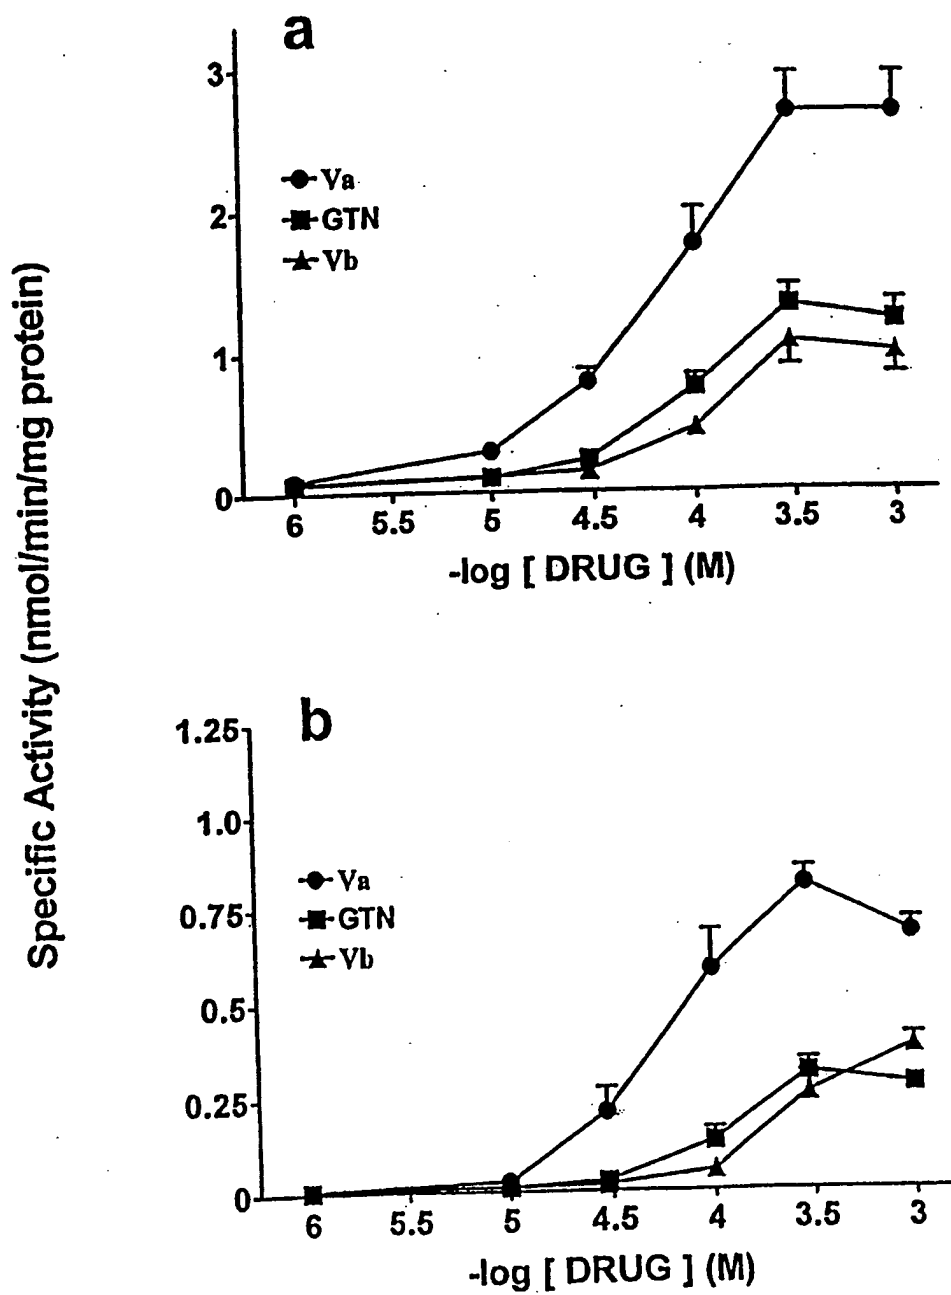 a
3
Va
2
GTN
Vb
1
0
6 5.5 5 4.5 4 3.5 3
-log [ DRUG ] (M)
Specific Activity (nmol/min/mg protein)
b
1.25
1.0
Va
0.75
GTN
Vb
0.5
0.25
0
6 5.5 5 4.5 4 3.5 3
-log [ DRUG ] (M)